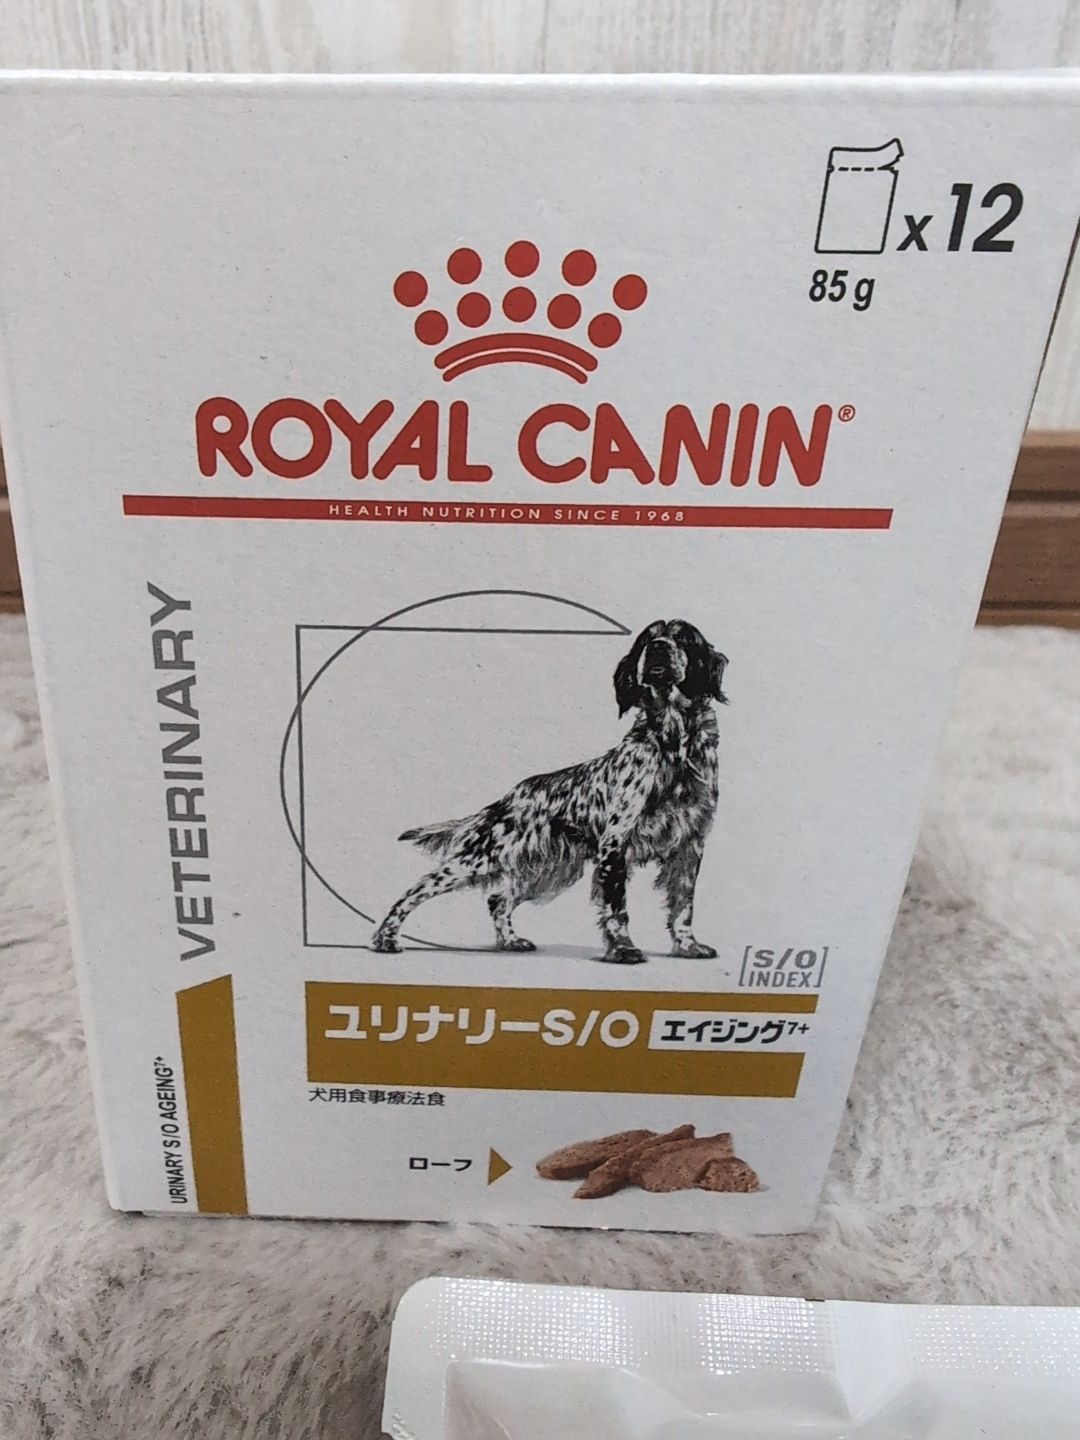 x 12
85 g
ROYAL CANIN®
HEALTH NUTRITION SINCE 1968
VETERINARY
S/O
INDEX
ユリナリーS/O エイジング7+
犬用食事療法食
URINARY S/O AGEING7+
ローフ